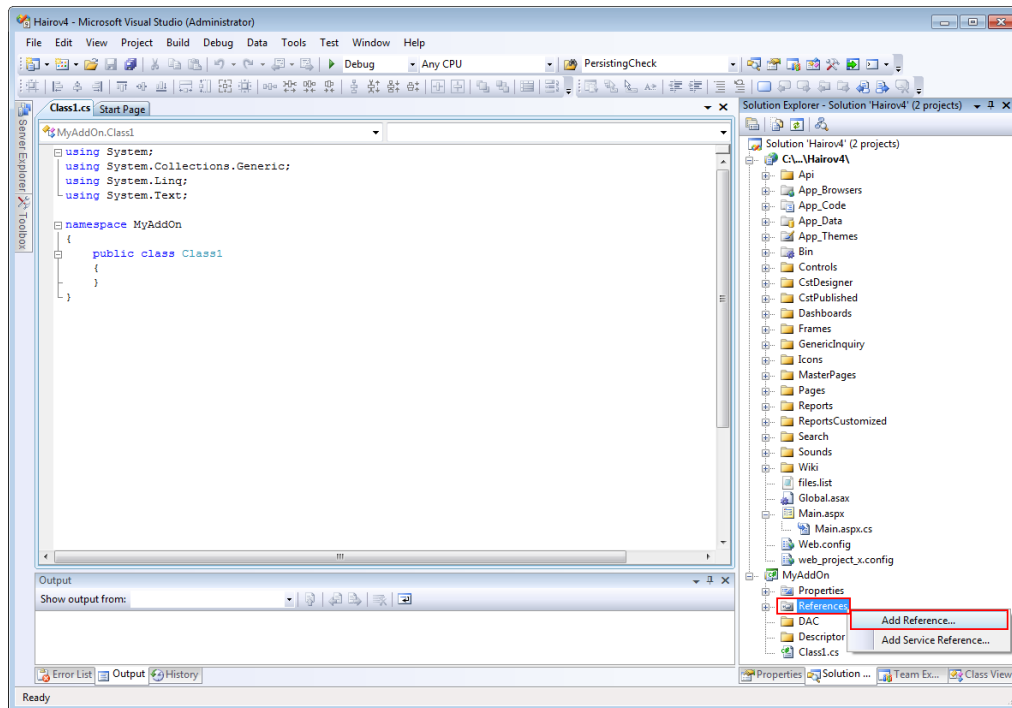 Hairov4 - Microsoft Visual Studio (Administrator)
File Edit View Project Build Debug Data Tools Test Window Help
Debug Any CPU PersistingCheck
Class1.cs Start Page
Server Explorer
Toolbox
MyAddOn.Class1
using System;
using System.Collections.Generic;
using System.Linq;
using System.Text;
namespace MyAddOn
{
public class Class1
{
}
}
Output
Show output from:
Error List Output History
Ready
Solution Explorer - Solution 'Hairov4' (2 projects)
Solution 'Hairov4' (2 projects)
C:\...\Hairov4\
Api
App_Browsers
App_Code
App_Data
App_Themes
Bin
Controls
CstDesigner
CstPublished
Dashboards
Frames
GenericInquiry
Icons
MasterPages
Pages
Reports
ReportsCustomized
Search
Sounds
Wiki
files.list
Global.asax
Main.aspx
Main.aspx.cs
Web.config
web_project_x.config
MyAddOn
Properties
References
DAC
Descriptor
Class1.cs
Add Reference...
Add Service Reference...
Properties Solution ... Team Ex... Class View